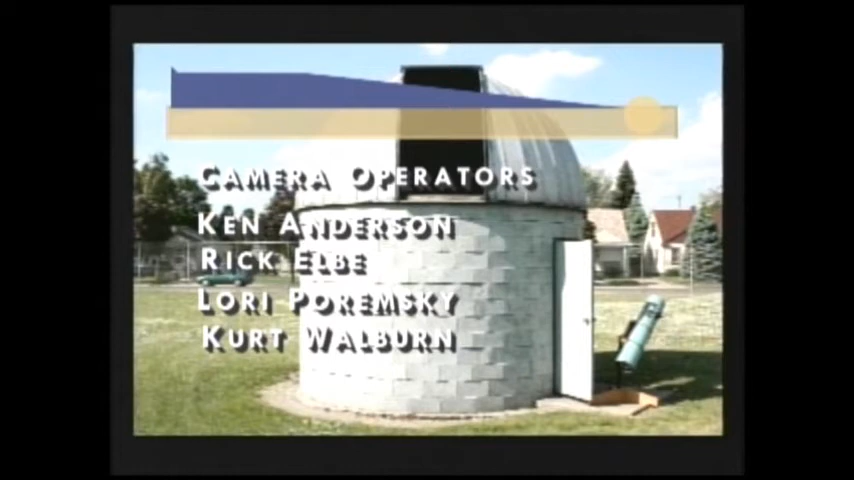 CAMERA OPERATORS
KEN ANDERSON
RICK ELBE
LORI POREMSKY
KURT WALBURN